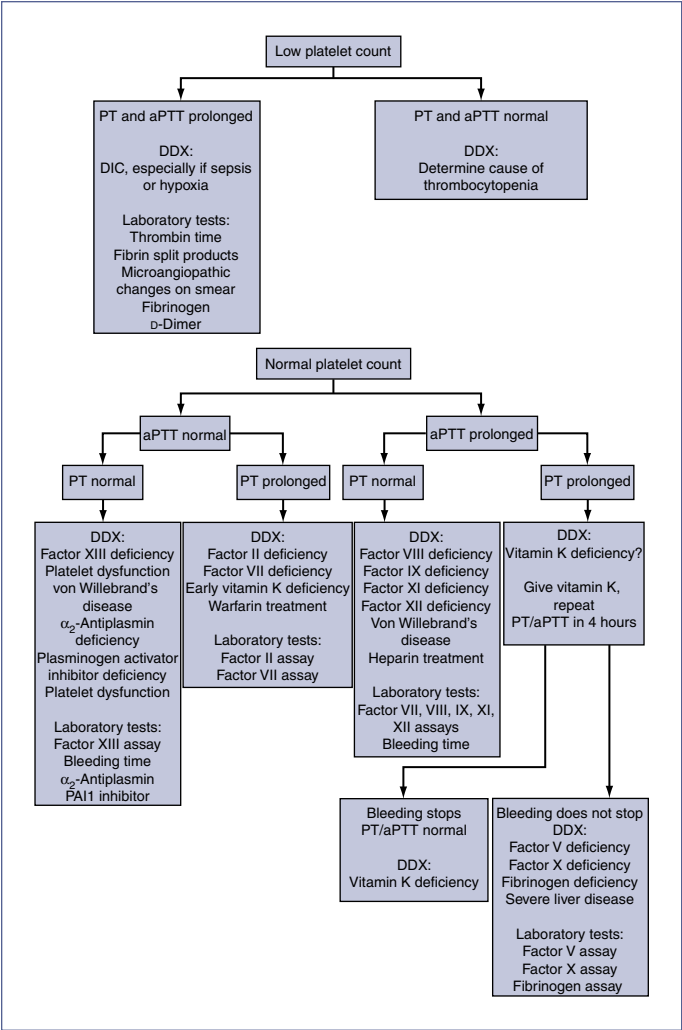 Low platelet count
PT and aPTT prolonged
DDX:
DIC, especially if sepsis
or hypoxia
Laboratory tests:
Thrombin time
Fibrin split products
Microangiopathic
changes on smear
Fibrinogen
D-Dimer
PT and aPTT normal
DDX:
Determine cause of
thrombocytopenia
Normal platelet count
aPTT normal
aPTT prolonged
PT normal
PT prolonged
PT normal
PT prolonged
DDX:
Factor XIII deficiency
Platelet dysfunction
von Willebrand's
disease
α2-Antiplasmin
deficiency
Plasminogen activator
inhibitor deficiency
Platelet dysfunction
Laboratory tests:
Factor XIII assay
Bleeding time
α2-Antiplasmin
PAI1 inhibitor
DDX:
Factor II deficiency
Factor VII deficiency
Early vitamin K deficiency
Warfarin treatment
Laboratory tests:
Factor II assay
Factor VII assay
DDX:
Factor VIII deficiency
Factor IX deficiency
Factor XI deficiency
Factor XII deficiency
Von Willebrand's
disease
Heparin treatment
Laboratory tests:
Factor VII, VIII, IX, XI,
XII assays
Bleeding time
DDX:
Vitamin K deficiency?
Give vitamin K,
repeat
PT/aPTT in 4 hours
Bleeding stops
PT/aPTT normal
DDX:
Vitamin K deficiency
Bleeding does not stop
DDX:
Factor V deficiency
Factor X deficiency
Fibrinogen deficiency
Severe liver disease
Laboratory tests:
Factor V assay
Factor X assay
Fibrinogen assay